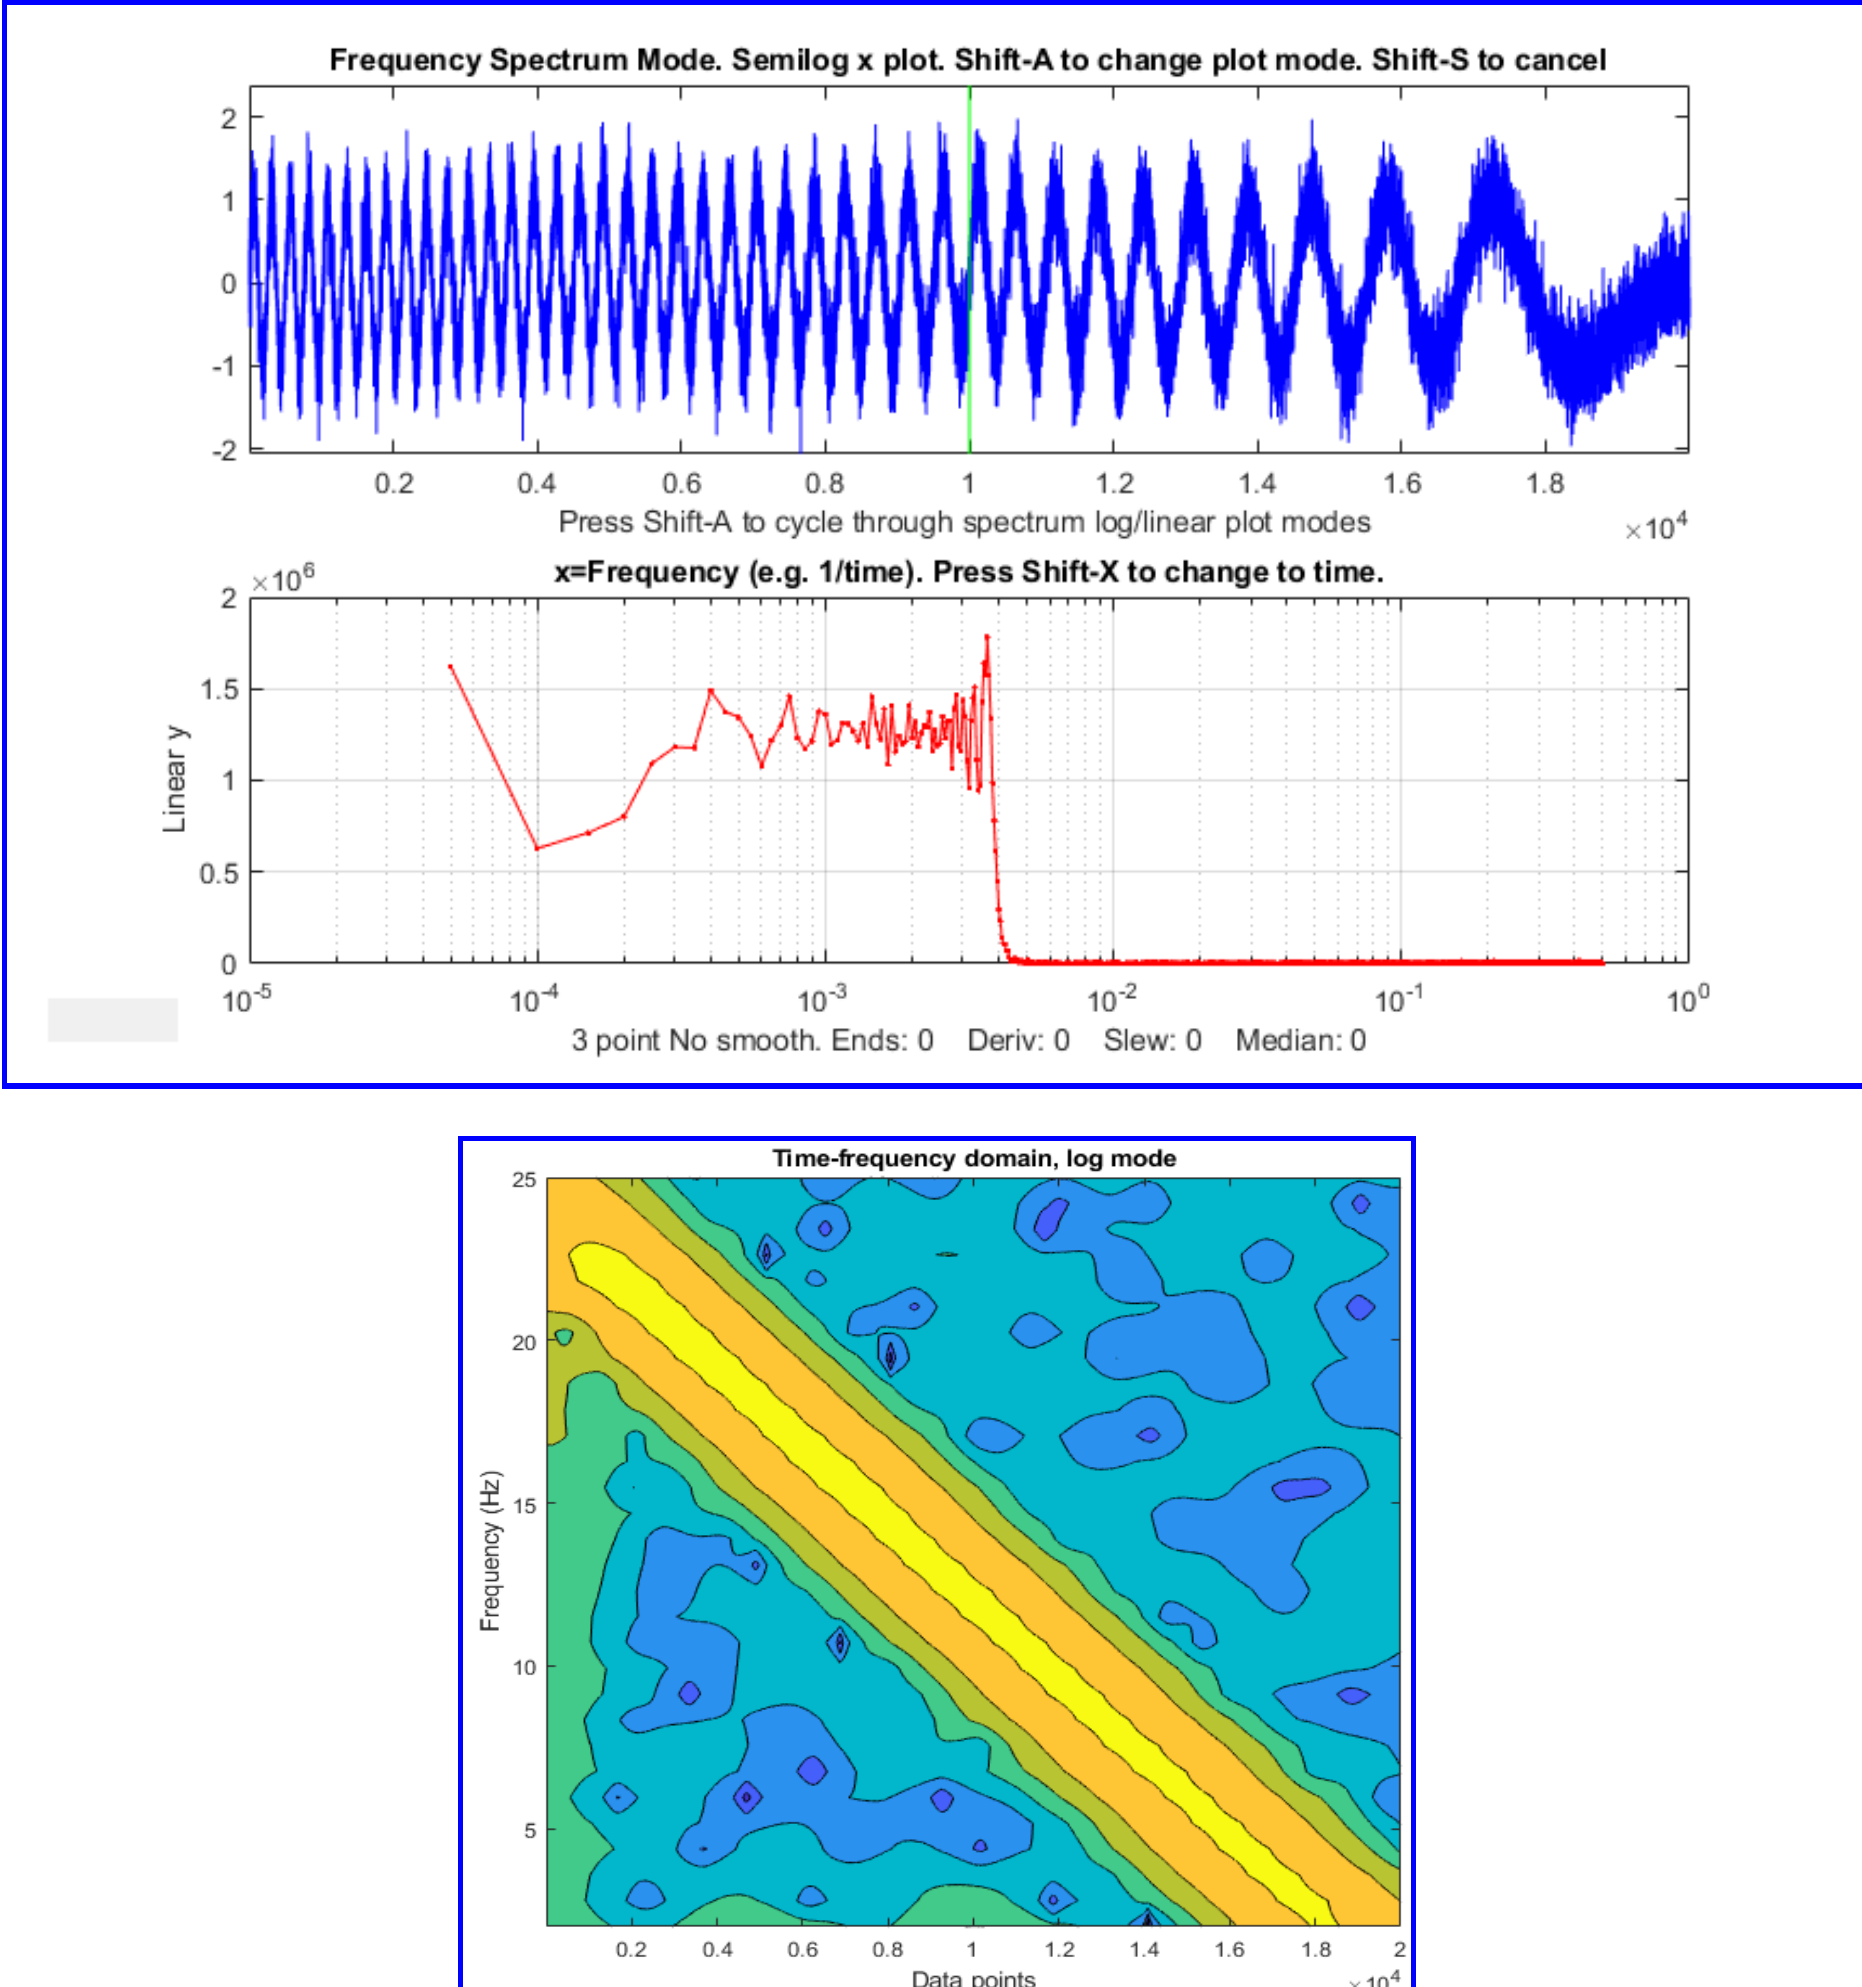 Frequency Spectrum Mode. Semilog x plot. Shift-A to change plot mode. Shift-S to cancel
2
1
0
-1
-2
0.2 0.4 0.6 0.8 1 1.2 1.4 1.6 1.8
Press Shift-A to cycle through spectrum log/linear plot modes
×10⁴
×10⁶
x=Frequency (e.g. 1/time). Press Shift-X to change to time.
2
1.5
1
0.5
0
Linear y
10⁻⁵ 10⁻⁴ 10⁻³ 10⁻² 10⁻¹ 10⁰
3 point No smooth. Ends: 0 Deriv: 0 Slew: 0 Median: 0
Time-frequency domain, log mode
25
20
15
10
5
Frequency (Hz)
0.2 0.4 0.6 0.8 1 1.2 1.4 1.6 1.8 2
Data points
×10⁴